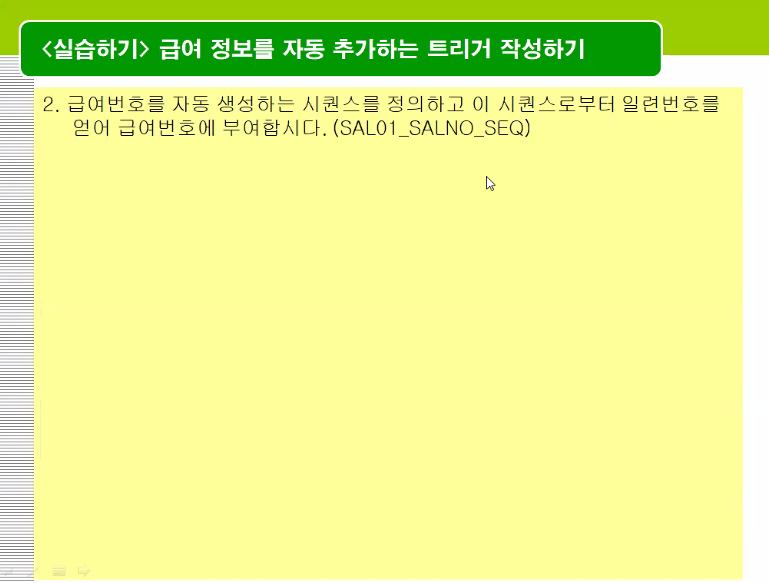 <실습하기> 급여 정보를 자동 추가하는 트리거 작성하기
2. 급여번호를 자동 생성하는 시퀀스를 정의하고 이 시퀀스로부터 일련번호를
얻어 급여번호에 부여합시다. (SAL01_SALNO_SEQ)